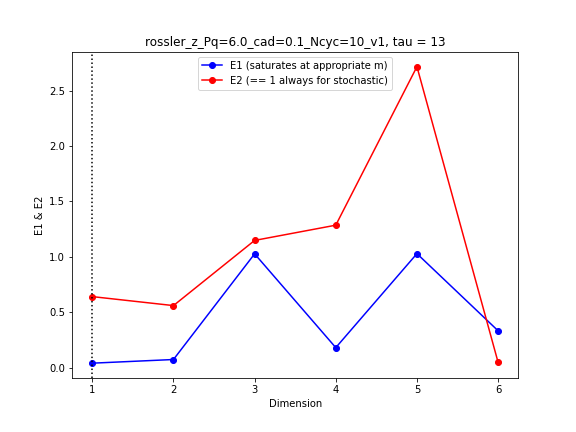 rossler_z_Pq=6.0_cad=0.1_Ncyc=10_v1, tau = 13
E1 (saturates at appropriate m)
E2 (== 1 always for stochastic)
E1 & E2
2.5
2.0
1.5
1.0
0.5
0.0
1 2 3 4 5 6
Dimension